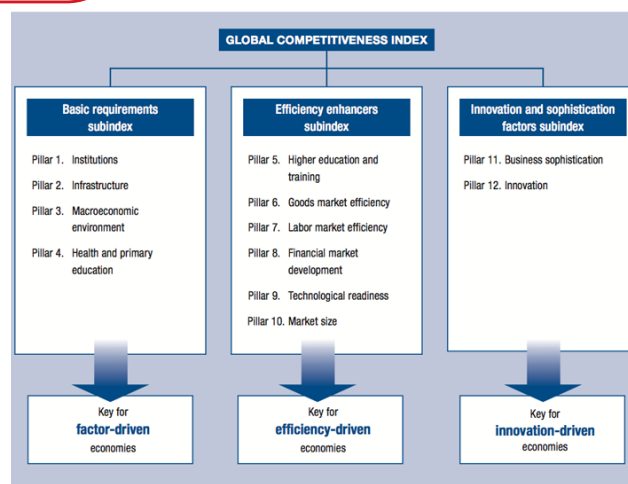 GLOBAL COMPETITIVENESS INDEX
Basic requirements
subindex
Pillar 1. Institutions
Pillar 2. Infrastructure
Pillar 3. Macroeconomic
environment
Pillar 4. Health and primary
education
Key for
factor-driven
economies
Efficiency enhancers
subindex
Pillar 5. Higher education and
training
Pillar 6. Goods market efficiency
Pillar 7. Labor market efficiency
Pillar 8. Financial market
development
Pillar 9. Technological readiness
Pillar 10. Market size
Key for
efficiency-driven
economies
Innovation and sophistication
factors subindex
Pillar 11. Business sophistication
Pillar 12. Innovation
Key for
innovation-driven
economies